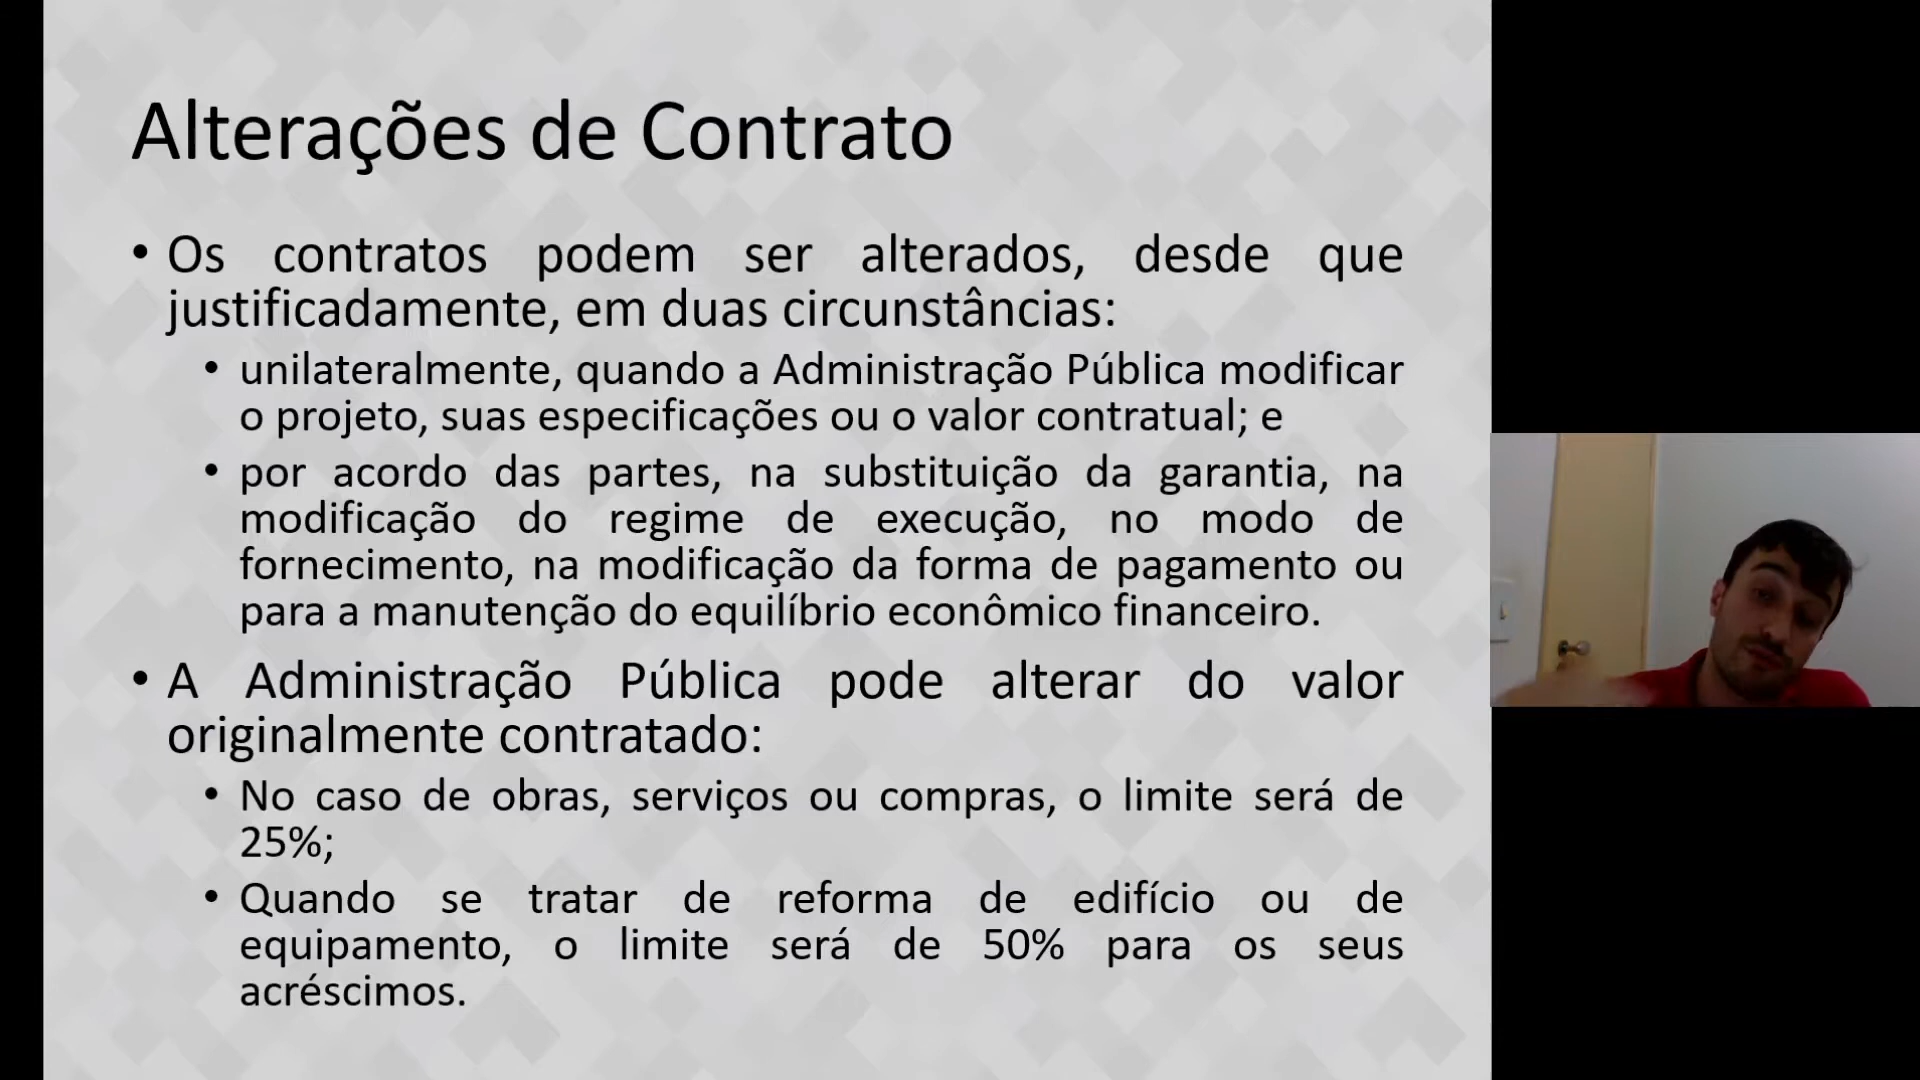 Alterações de Contrato
• Os contratos podem ser alterados, desde que
justificadamente, em duas circunstâncias:
• unilateralmente, quando a Administração Pública modificar
o projeto, suas especificações ou o valor contratual; e
• por acordo das partes, na substituição da garantia, na
modificação do regime de execução, no modo de
fornecimento, na modificação da forma de pagamento ou
para a manutenção do equilíbrio econômico financeiro.
• A Administração Pública pode alterar do valor
originalmente contratado:
• No caso de obras, serviços ou compras, o limite será de
25%;
• Quando se tratar de reforma de edifício ou de
equipamento, o limite será de 50% para os seus
acréscimos.